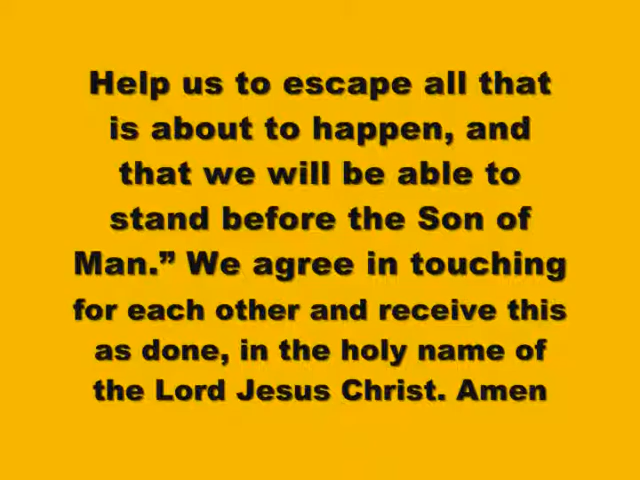 Help us to escape all that
is about to happen, and
that we will be able to
stand before the Son of
Man.” We agree in touching
for each other and receive this
as done, in the holy name of
the Lord Jesus Christ. Amen